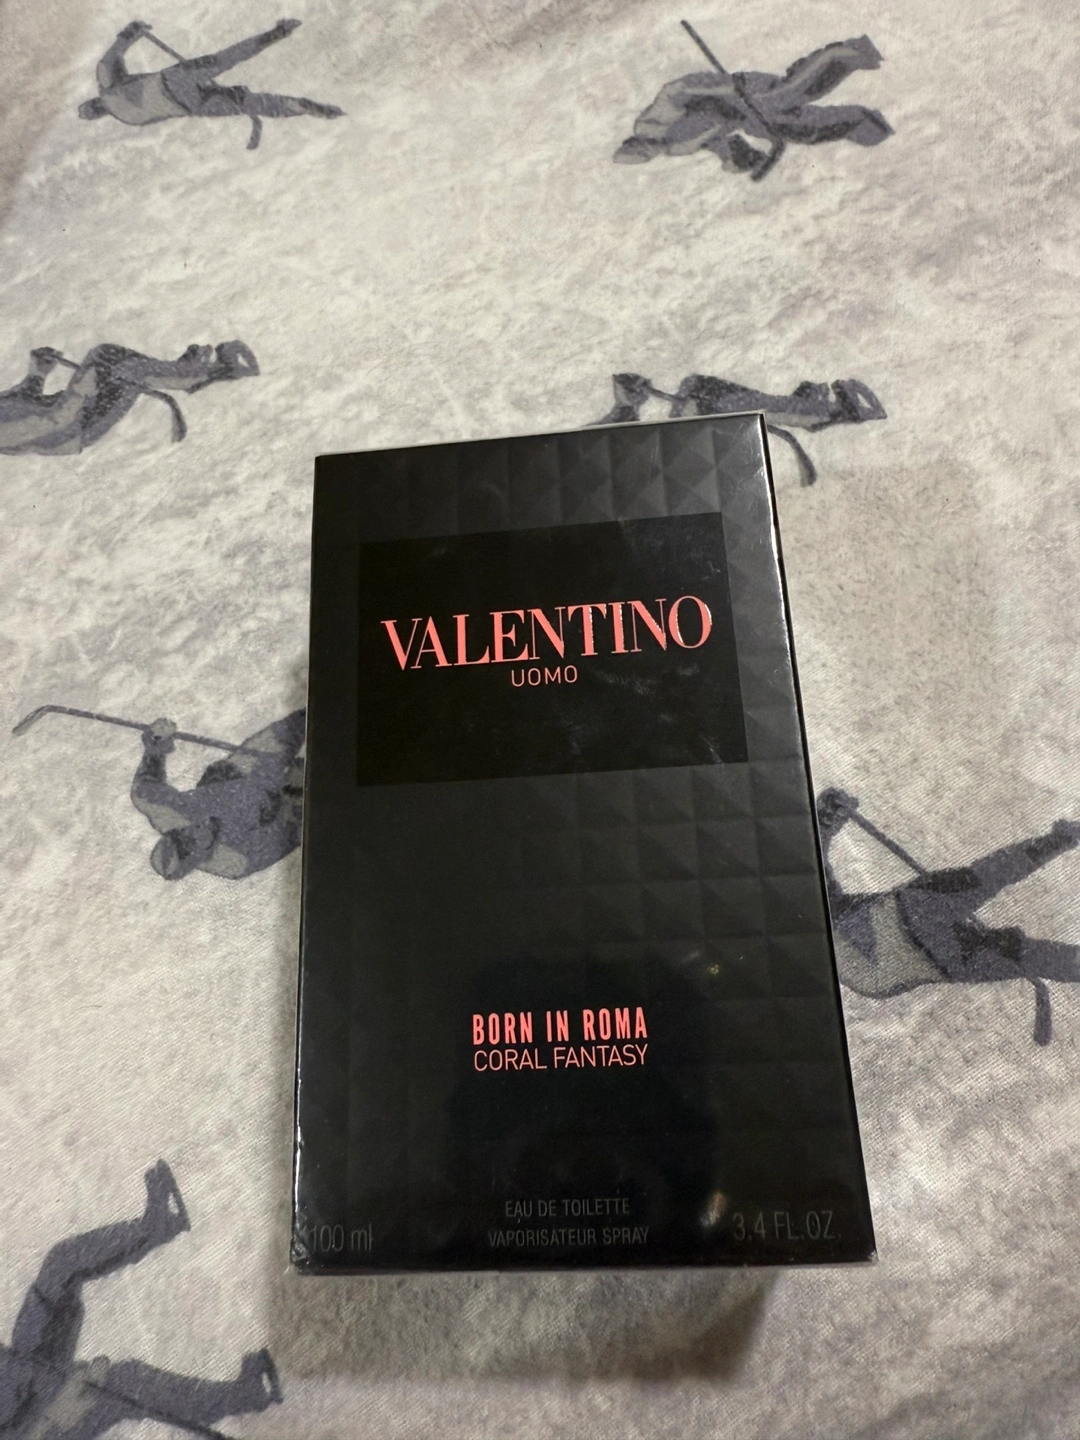 VALENTINO
UOMO
BORN IN ROMA
CORAL FANTASY
EAU DE TOILETTE
100 ml VAPORISATEUR SPRAY 3.4 FL.OZ.